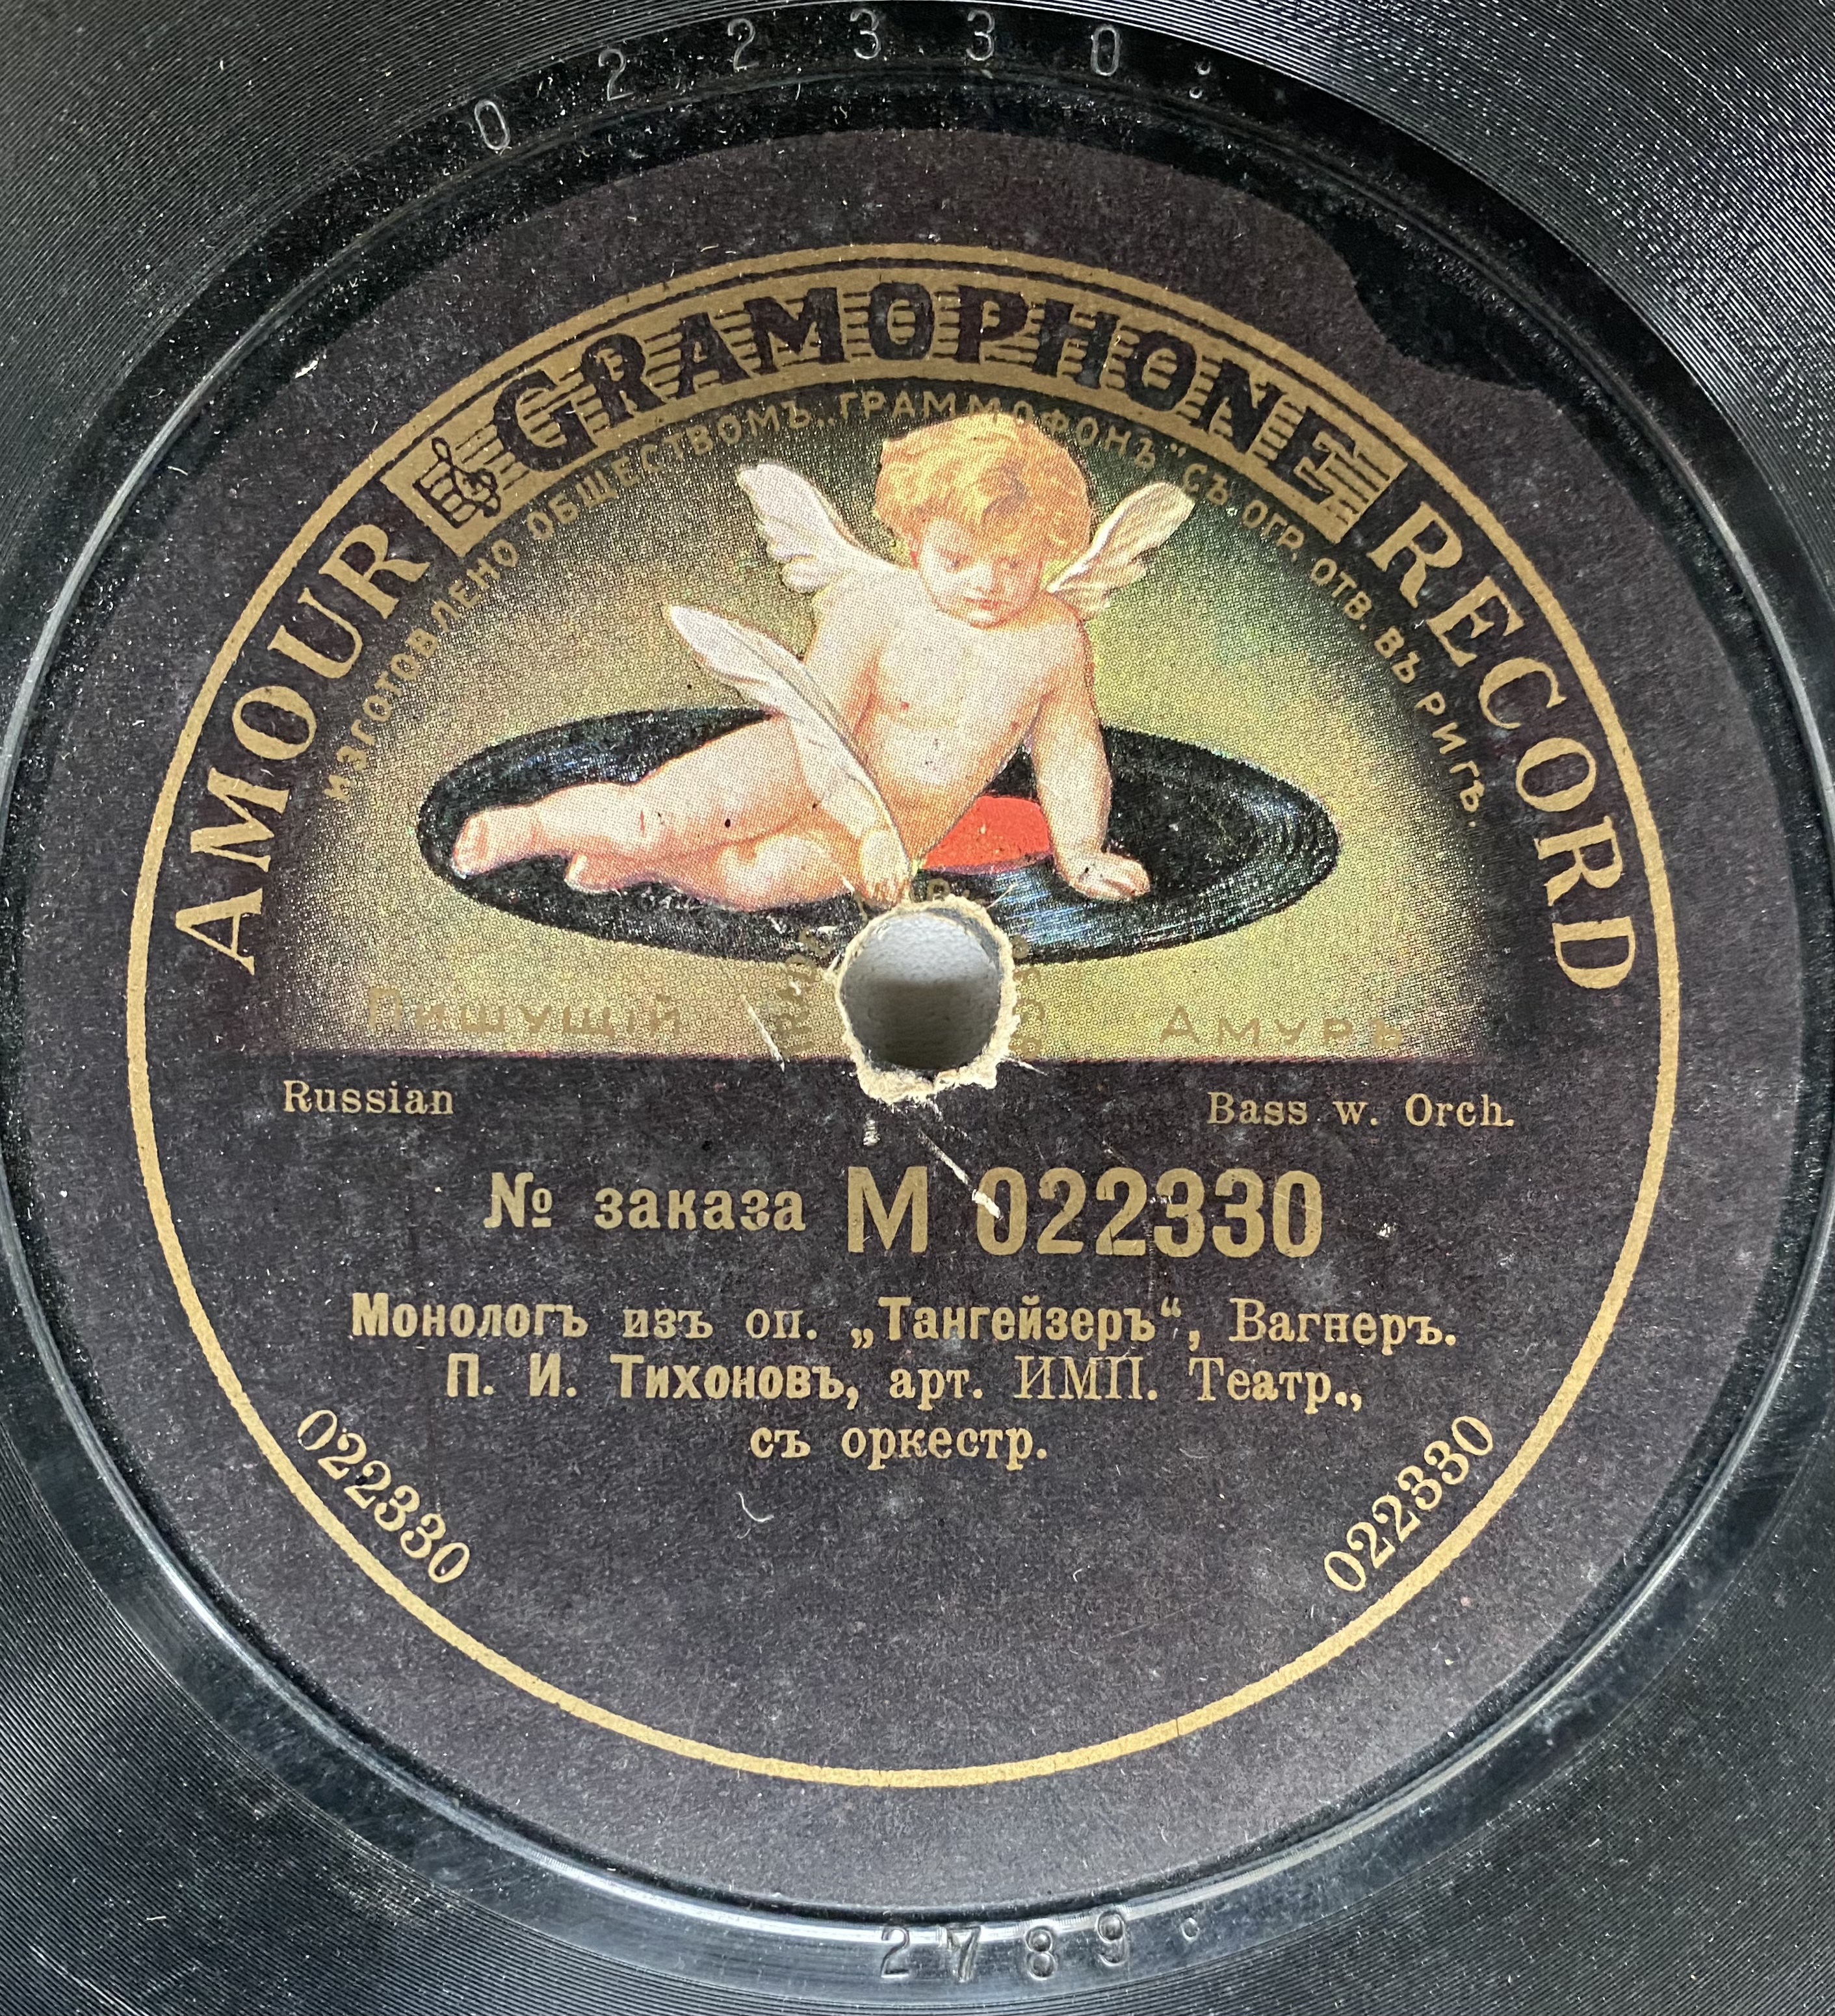 0 2 2 3 3 0 :
AMOUR GRAMOPHONE RECORD
ИЗГОТОВЛЕНО ОБЩЕСТВОМЪ „ГРАММОФОНЪ“ СЪ ОГР. ОТВ. ВЪ РИГѢ.
Пишущій Амуръ
Russian Bass w. Orch.
№ заказа М 022330
Монологъ изъ оп. „Тангейзеръ“, Вагнеръ.
П. И. Тихоновъ, арт. ИМП. Театр.,
съ оркестр.
022330 022330
2789